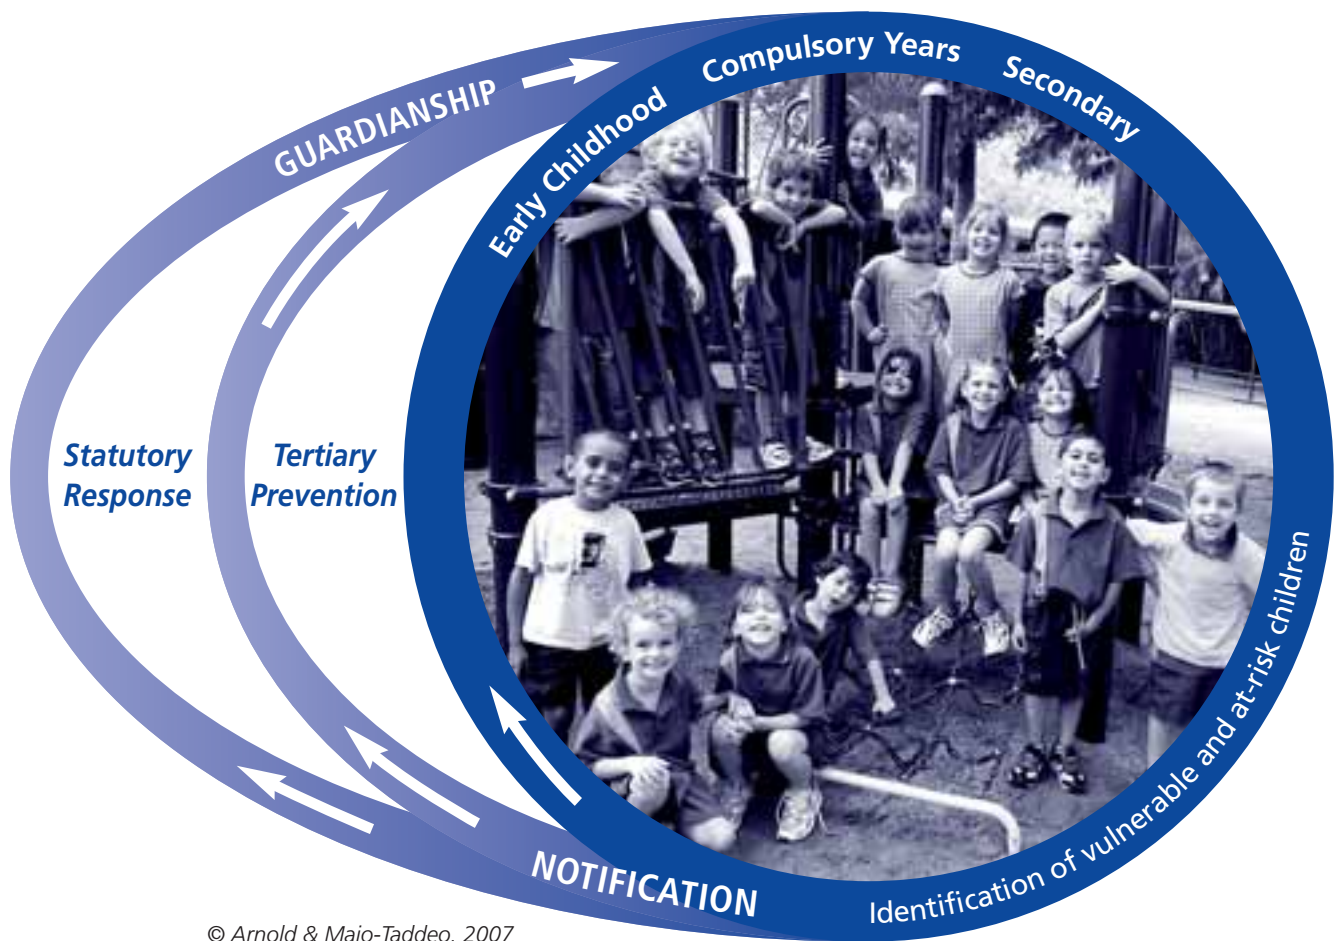 GUARDIANSHIP
Early Childhood
Compulsory Years
Secondary
Statutory
Response
Tertiary
Prevention
Identification of vulnerable and at-risk children
NOTIFICATION
© Arnold & Maio-Taddeo, 2007